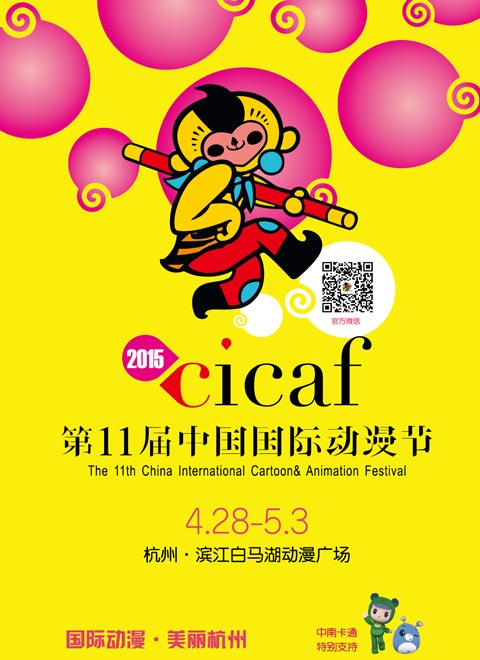 官方微信
2015
cicaf
第11届中国国际动漫节
The 11th China International Cartoon& Animation Festival
4.28-5.3
杭州·滨江白马湖动漫广场
国际动漫·美丽杭州
中南卡通
特别支持